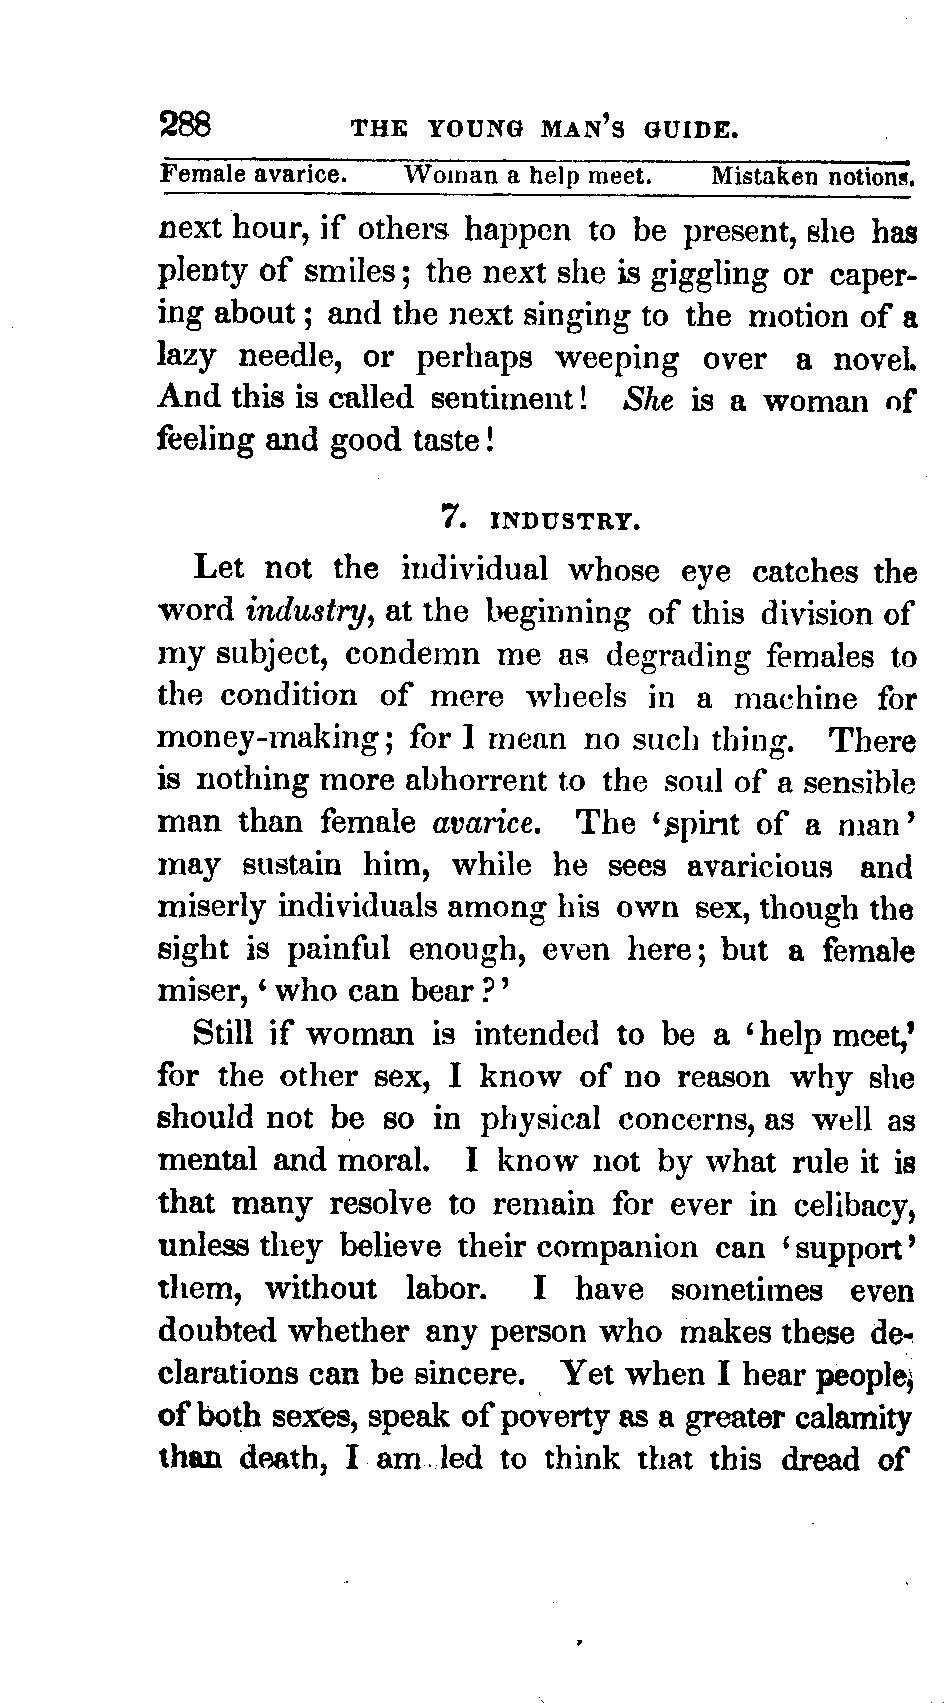 288 THE YOUNG MAN'S GUIDE.
Female avarice. Woman a help meet. Mistaken notions.
next hour, if others happen to be present, she has
plenty of smiles; the next she is giggling or caper-
ing about; and the next singing to the motion of a
lazy needle, or perhaps weeping over a novel.
And this is called sentiment! She is a woman of
feeling and good taste!
7. INDUSTRY.
Let not the individual whose eye catches the
word industry, at the beginning of this division of
my subject, condemn me as degrading females to
the condition of mere wheels in a machine for
money-making; for I mean no such thing. There
is nothing more abhorrent to the soul of a sensible
man than female avarice. The 'spirit of a man'
may sustain him, while he sees avaricious and
miserly individuals among his own sex, though the
sight is painful enough, even here; but a female
miser, 'who can bear?'
Still if woman is intended to be a 'help meet,'
for the other sex, I know of no reason why she
should not be so in physical concerns, as well as
mental and moral. I know not by what rule it is
that many resolve to remain for ever in celibacy,
unless they believe their companion can 'support'
them, without labor. I have sometimes even
doubted whether any person who makes these de-
clarations can be sincere. Yet when I hear people,
of both sexes, speak of poverty as a greater calamity
than death, I am led to think that this dread of